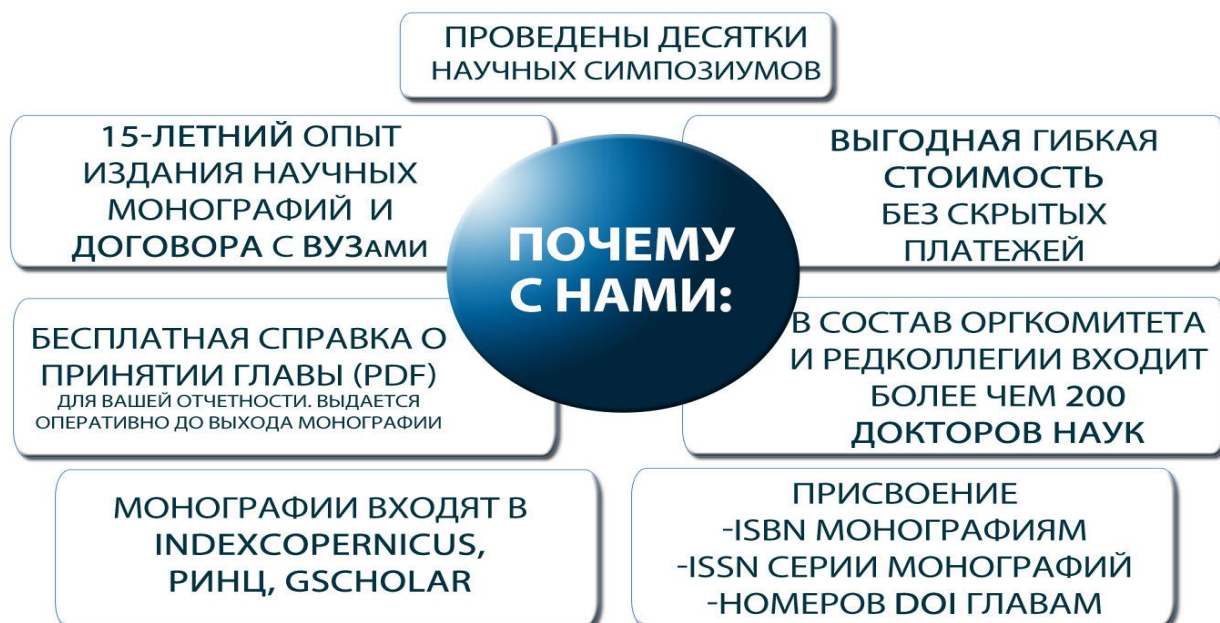 ПРОВЕДЕНЫ ДЕСЯТКИ
НАУЧНЫХ СИМПОЗИУМОВ
15-ЛЕТНИЙ ОПЫТ
ИЗДАНИЯ НАУЧНЫХ
МОНОГРАФИЙ И
ДОГОВОРА С ВУЗАМИ
ПОЧЕМУ
С НАМИ:
ВЫГОДНАЯ ГИБКАЯ
СТОИМОСТЬ
БЕЗ СКРЫТЫХ
ПЛАТЕЖЕЙ
БЕСПЛАТНАЯ СПРАВКА О
ПРИНЯТИИ ГЛАВЫ (PDF)
ДЛЯ ВАШЕЙ ОТЧЕТНОСТИ. ВЫДАЕТСЯ
ОПЕРАТИВНО ДО ВЫХОДА МОНОГРАФИИ
В СОСТАВ ОРГКОМИТЕТА
И РЕДКОЛЛЕГИИ ВХОДИТ
БОЛЕЕ ЧЕМ 200
ДОКТОРОВ НАУК
МОНОГРАФИИ ВХОДЯТ В
INDEXCOPERNICUS,
РИНЦ, GSCHOLAR
ПРИСВОЕНИЕ
-ISBN МОНОГРАФИЯМ
-ISSN СЕРИИ МОНОГРАФИЙ
-НОМЕРОВ DOI ГЛАВАМ